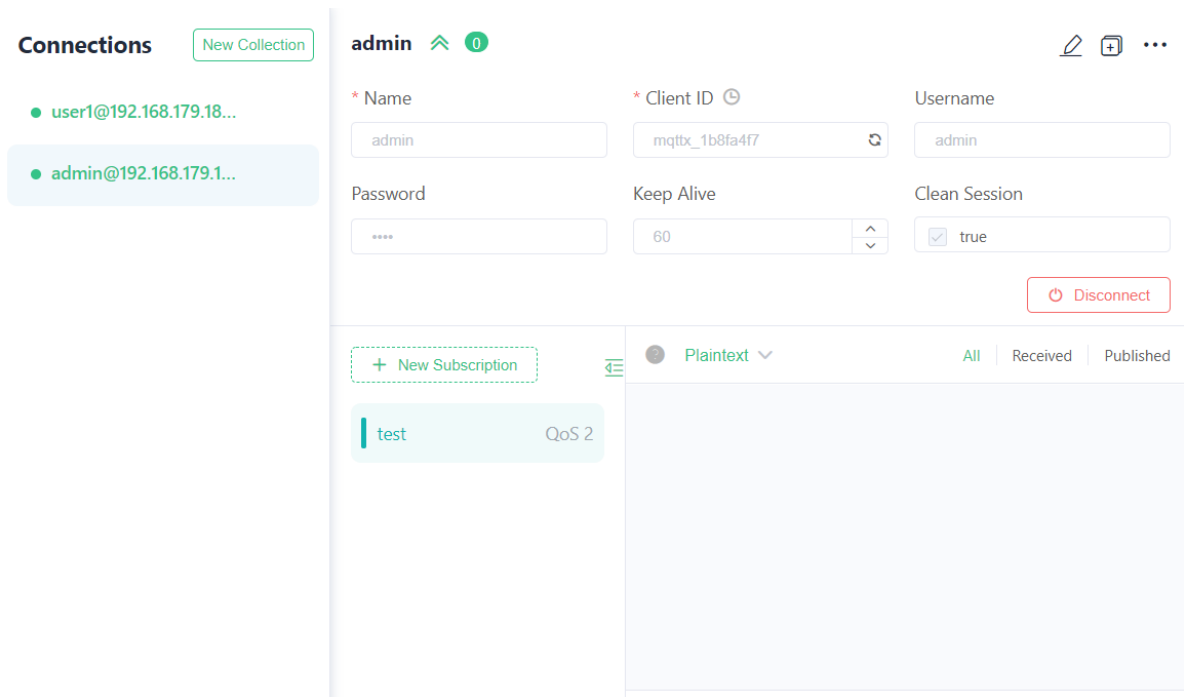 Connections
New Collection
user1@192.168.179.18...
admin@192.168.179.1...
admin 0
* Name
admin
* Client ID
mqttx_1b8fa4f7
Username
admin
Password
••••
Keep Alive
60
Clean Session
true
Disconnect
+ New Subscription
test QoS 2
? Plaintext
All Received Published